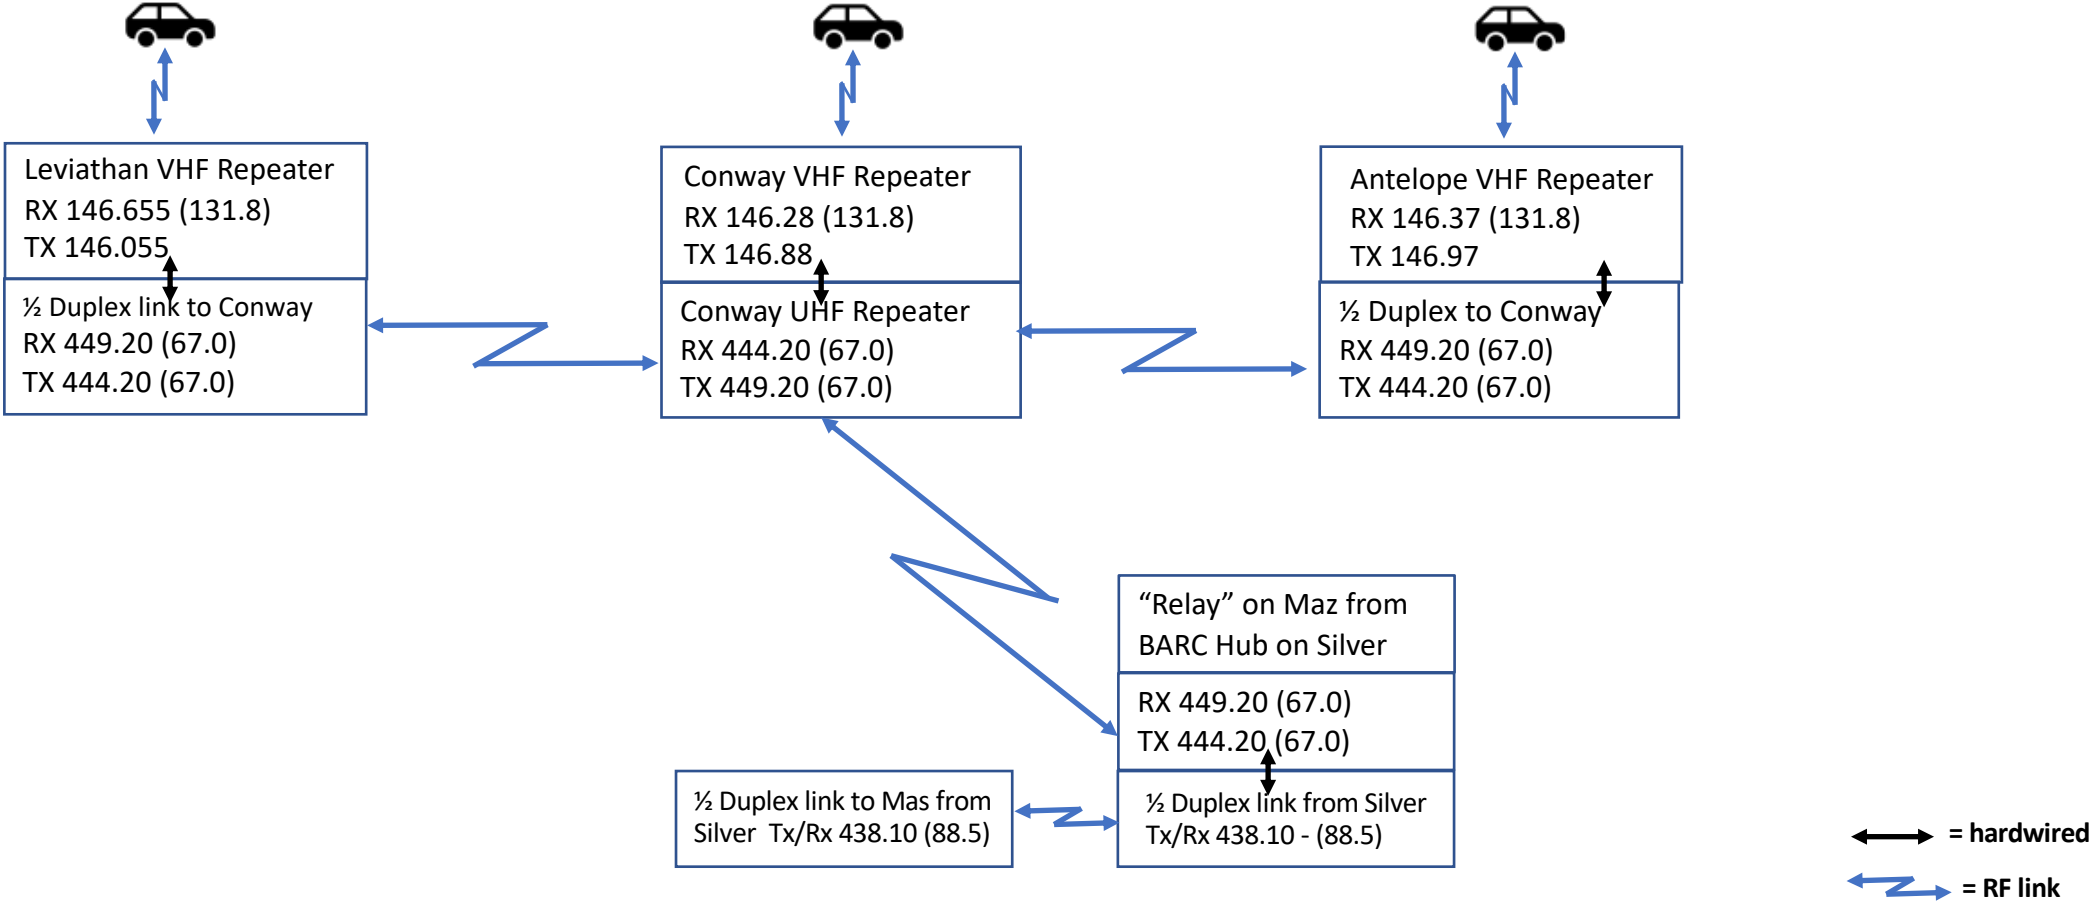 Leviathan VHF Repeater
RX 146.655 (131.8)
TX 146.055
½ Duplex link to Conway
RX 449.20 (67.0)
TX 444.20 (67.0)
Conway VHF Repeater
RX 146.28 (131.8)
TX 146.88
Conway UHF Repeater
RX 444.20 (67.0)
TX 449.20 (67.0)
Antelope VHF Repeater
RX 146.37 (131.8)
TX 146.97
½ Duplex to Conway
RX 449.20 (67.0)
TX 444.20 (67.0)
“Relay” on Maz from
BARC Hub on Silver
RX 449.20 (67.0)
TX 444.20 (67.0)
½ Duplex link from Silver
Tx/Rx 438.10 - (88.5)
½ Duplex link to Mas from
Silver Tx/Rx 438.10 (88.5)
= hardwired
= RF link